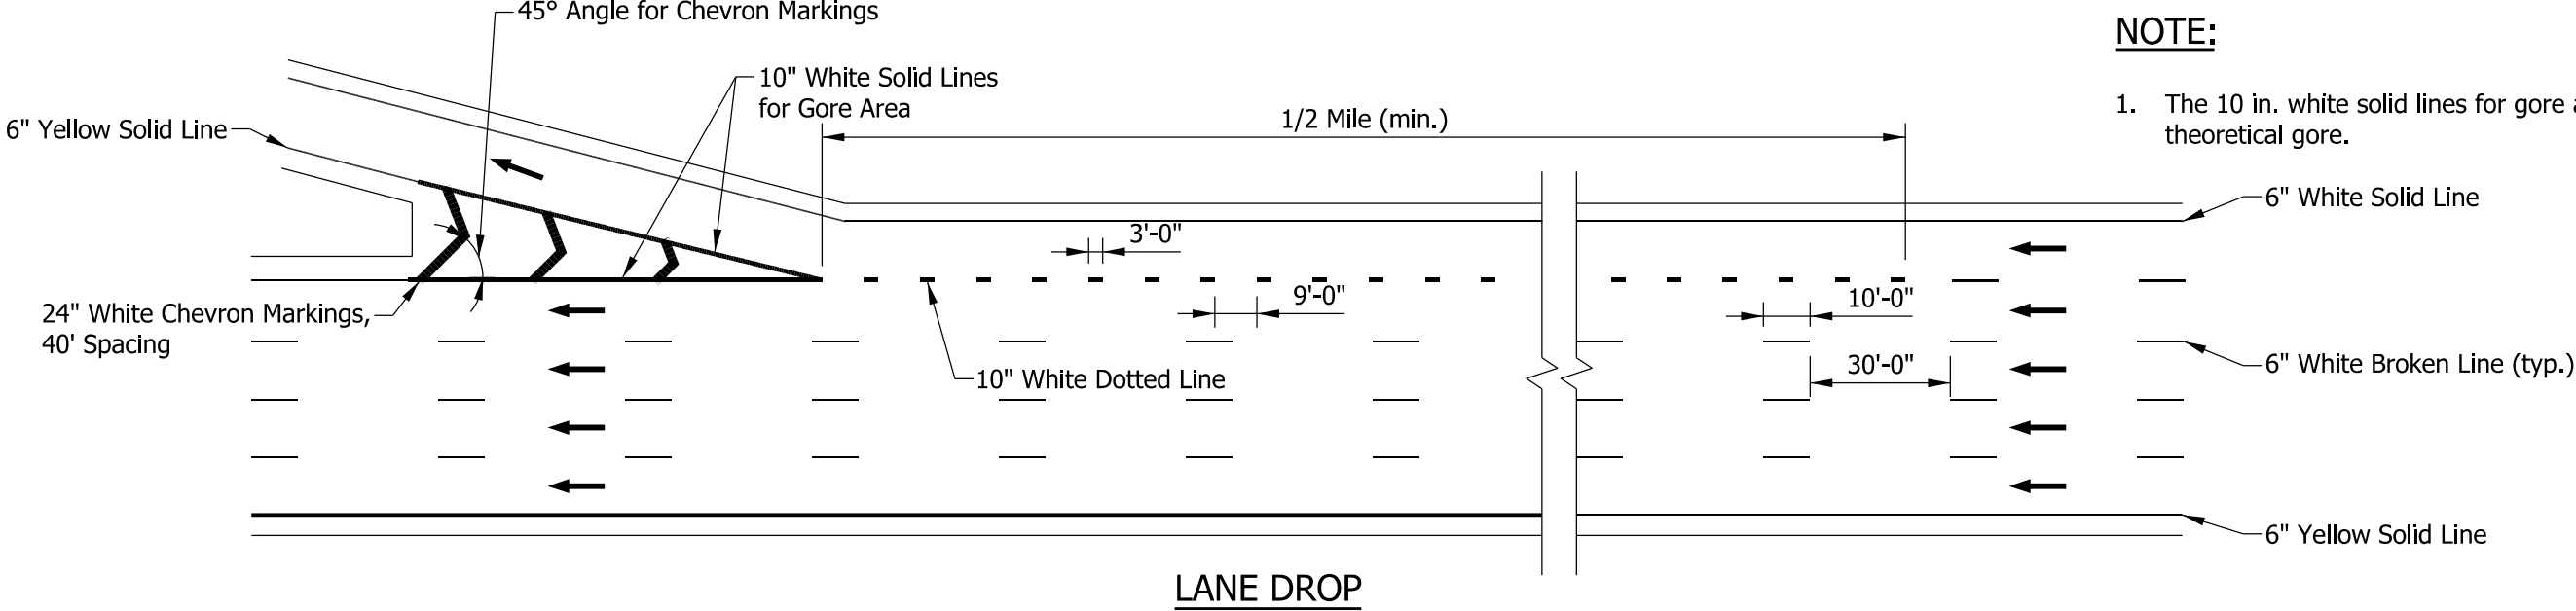 45° Angle for Chevron Markings
NOTE:
10" White Solid Lines
for Gore Area
6" Yellow Solid Line
1/2 Mile (min.)
1. The 10 in. white solid lines for gore
theoretical gore.
6" White Solid Line
3'-0"
9'-0"
10'-0"
24" White Chevron Markings,
40' Spacing
10" White Dotted Line
30'-0"
6" White Broken Line (typ.)
6" Yellow Solid Line
LANE DROP